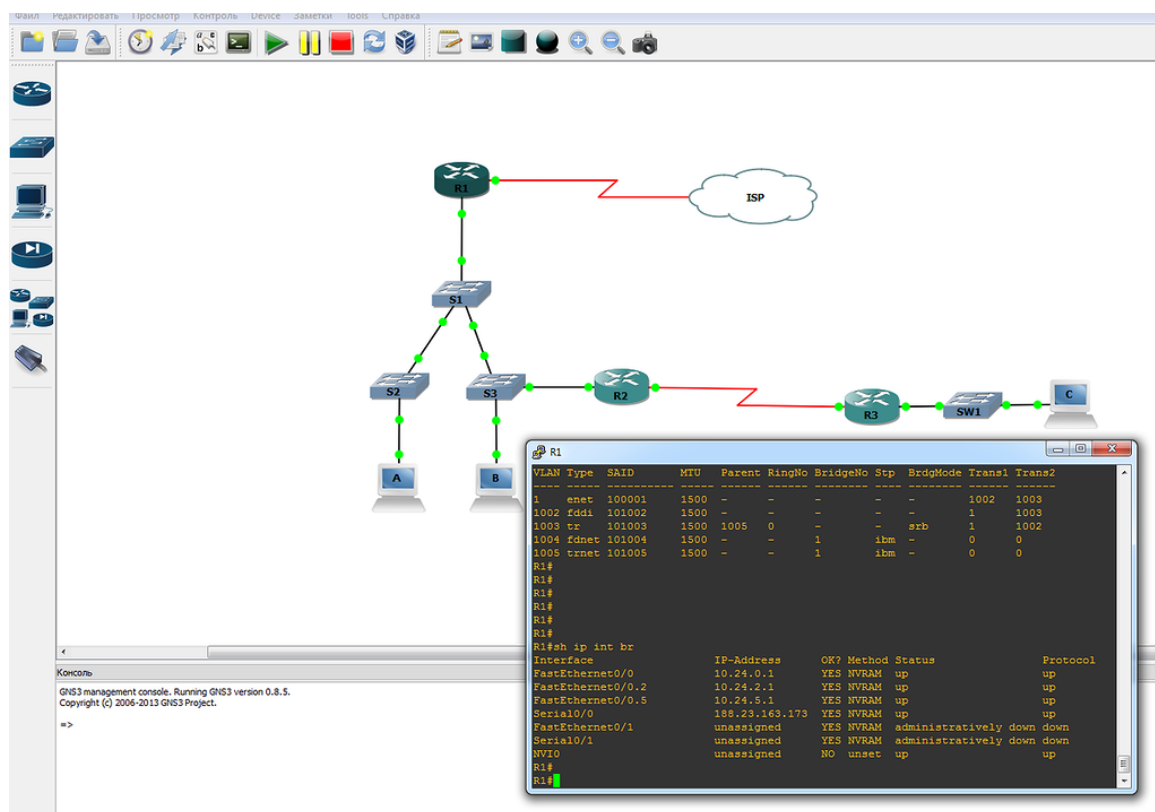 Файл Редактировать Просмотр Контроль Device Заметки Tools Справка
R1
ISP
S1
S2
S3
R2
R3
SW1
C
A
B
R1
VLAN Type SAID MTU Parent RingNo BridgeNo Stp BrdgMode Trans1 Trans2
---- ----- ---------- ----- ------ ------ -------- ---- -------- ------ ------
1 enet 100001 1500 - - - - - 1002 1003
1002 fddi 101002 1500 - - - - - 1 1003
1003 tr 101003 1500 1005 0 - - srb 1 1002
1004 fdnet 101004 1500 - - 1 ibm - 0 0
1005 trnet 101005 1500 - - 1 ibm - 0 0
R1#
R1#
R1#
R1#
R1#
R1#
R1#sh ip int br
Interface IP-Address OK? Method Status Protocol
FastEthernet0/0 10.24.0.1 YES NVRAM up up
FastEthernet0/0.2 10.24.2.1 YES NVRAM up up
FastEthernet0/0.5 10.24.5.1 YES NVRAM up up
Serial0/0 188.23.163.173 YES NVRAM up up
FastEthernet0/1 unassigned YES NVRAM administratively down down
Serial0/1 unassigned YES NVRAM administratively down down
NVI0 unassigned NO unset up up
R1#
R1#
Консоль
GNS3 management console. Running GNS3 version 0.8.5.
Copyright (c) 2006-2013 GNS3 Project.
=>